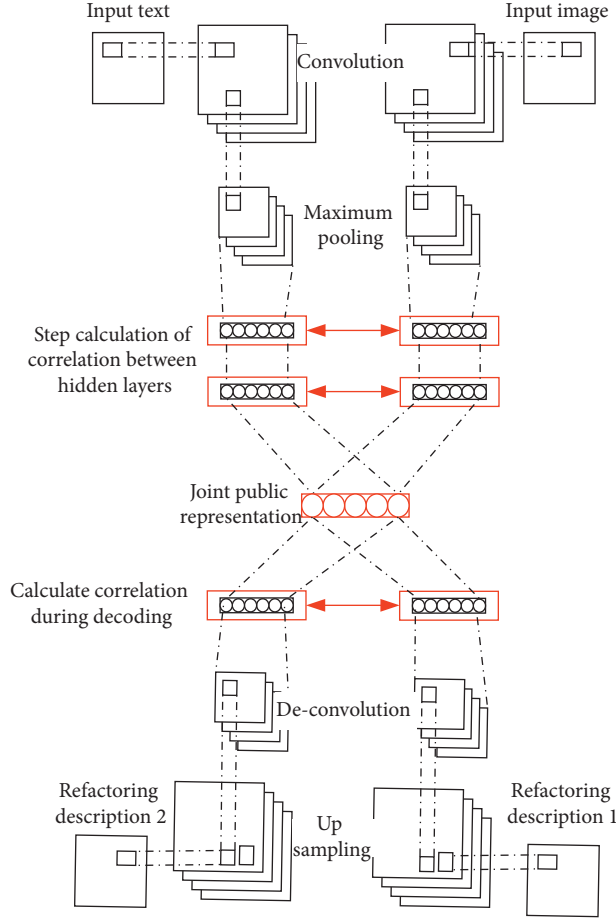 Input text
Input image
Convolution
Maximum
pooling
Step calculation of
correlation between
hidden layers
Joint public
representation
Calculate correlation
during decoding
De-convolution
Refactoring
description 2
Up
sampling
Refactoring
description 1